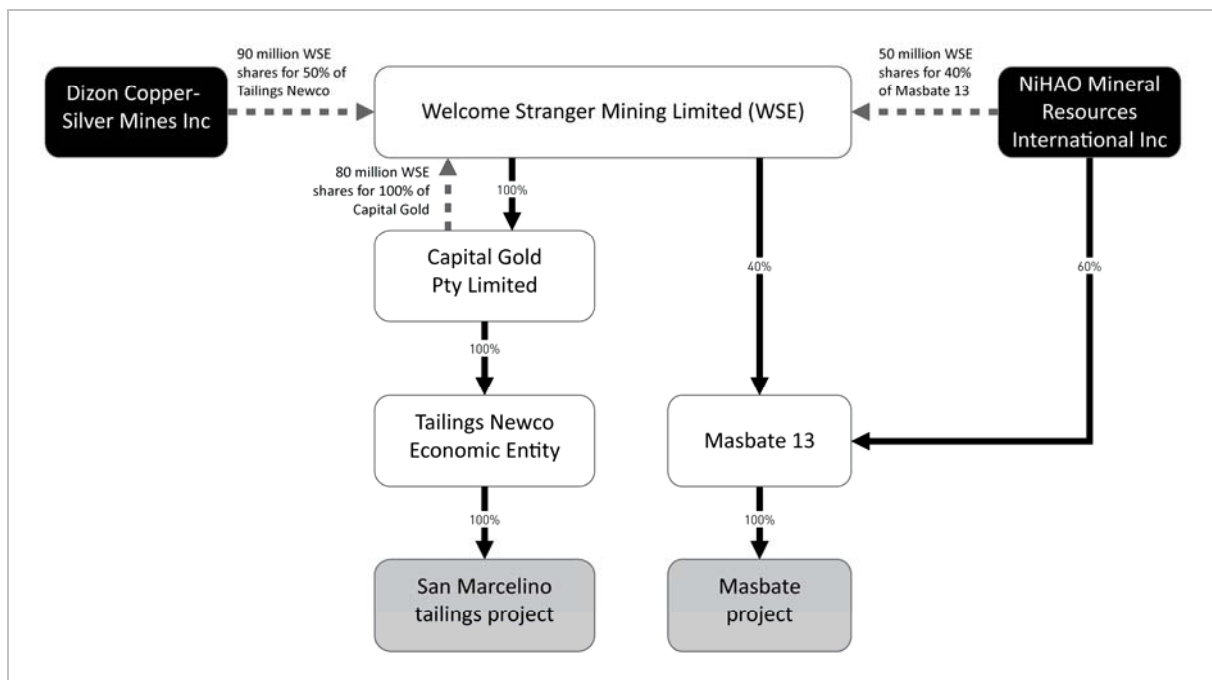 90 million WSE
shares for 50% of
Tailings Newco
50 million WSE
shares for 40%
of Masbate 13
Dizon Copper-
Silver Mines Inc
Welcome Stranger Mining Limited (WSE)
NiHAO Mineral
Resources
International Inc
80 million WSE
shares for 100% of
Capital Gold
100%
Capital Gold
Pty Limited
40%
60%
100%
Tailings Newco
Economic Entity
Masbate 13
100%
100%
San Marcelino
tailings project
Masbate
project